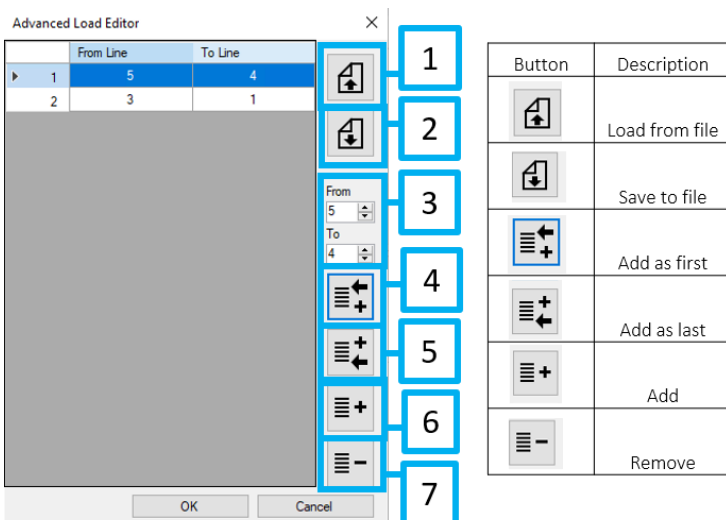 Advanced Load Editor
From Line To Line
1 5 4
2 3 1
From
5
To
4
OK Cancel
1
2
3
4
5
6
7
Button Description
Load from file
Save to file
Add as first
Add as last
Add
Remove